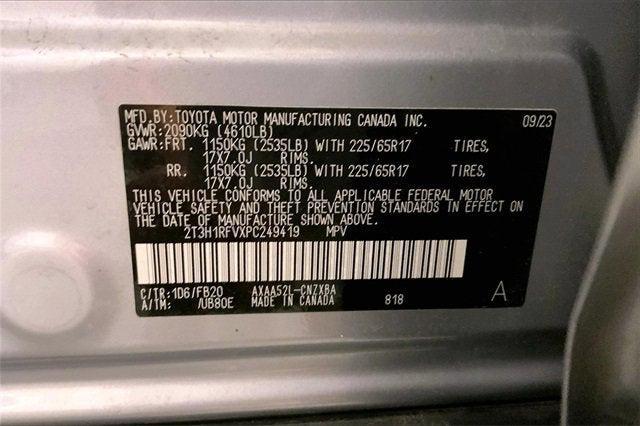 MFD.BY:TOYOTA MOTOR MANUFACTURING CANADA INC. 09/23
GVWR:2090KG (4610LB)
GAWR:FRT. 1150KG (2535LB) WITH 225/65R17 TIRES,
17X7.0J RIMS.
RR. 1150KG (2535LB) WITH 225/65R17 TIRES,
17X7.0J RIMS.
THIS VEHICLE CONFORMS TO ALL APPLICABLE FEDERAL MOTOR
VEHICLE SAFETY AND THEFT PREVENTION STANDARDS IN EFFECT ON
THE DATE OF MANUFACTURE SHOWN ABOVE.
2T3H1RFVXPC249419 MPV
C/TR:1D6/FB20 AXAA52L-CNZXBA
A/TM: /UB80E MADE IN CANADA 818 A